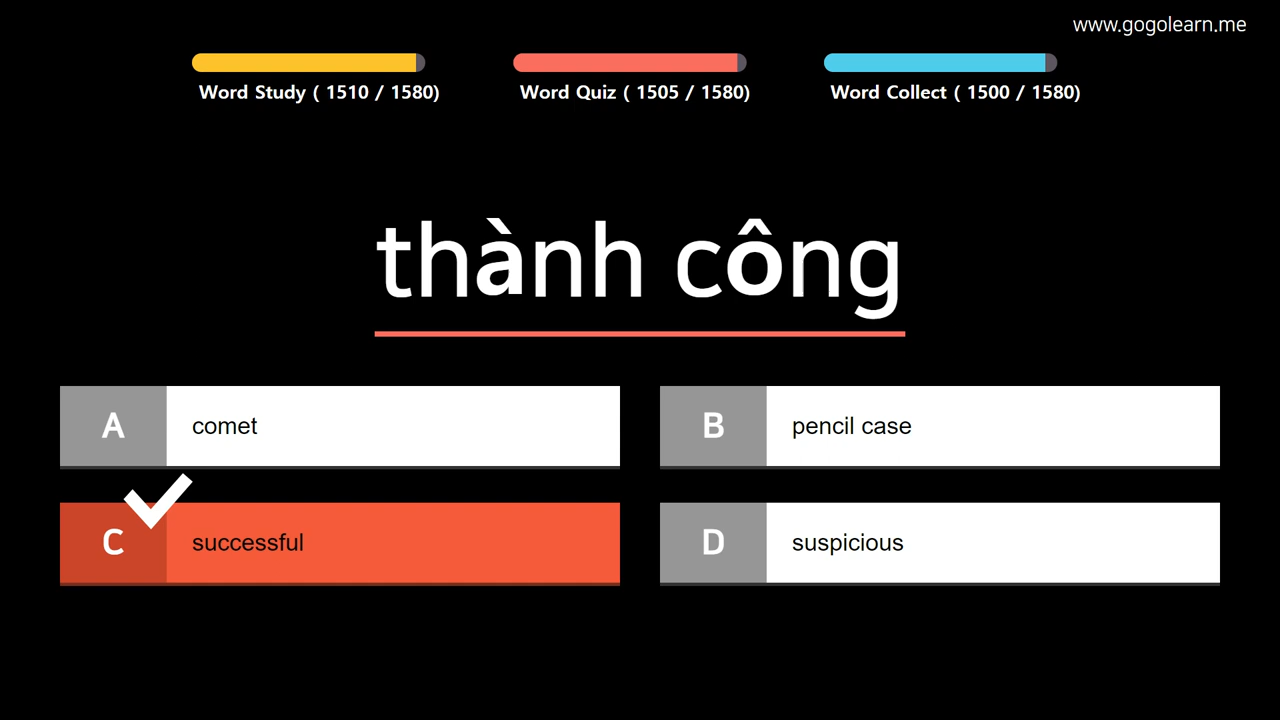 www.gogolearn.me
Word Study ( 1510 / 1580)
Word Quiz ( 1505 / 1580)
Word Collect ( 1500 / 1580)
thành công
A comet
B pencil case
C successful
D suspicious